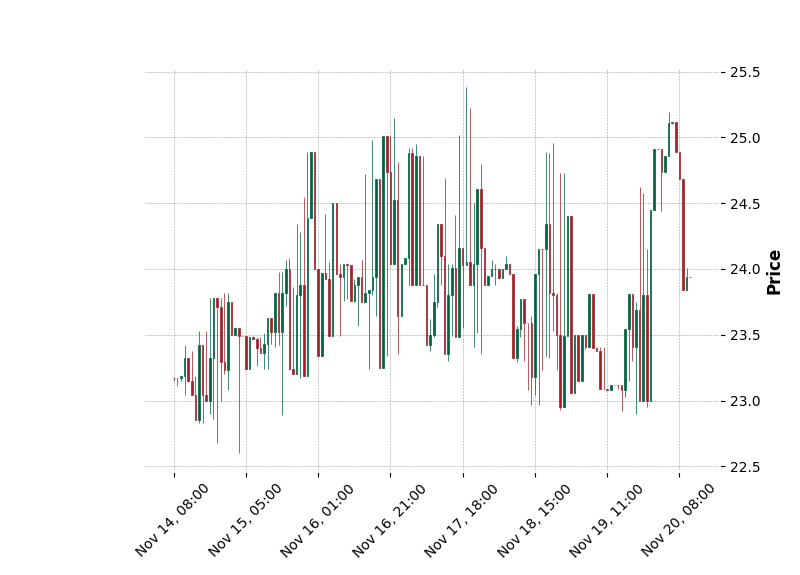 25.5
25.0
24.5
24.0
23.5
23.0
22.5
Price
Nov 14, 08:00
Nov 15, 05:00
Nov 16, 01:00
Nov 16, 21:00
Nov 17, 18:00
Nov 18, 15:00
Nov 19, 11:00
Nov 20, 08:00